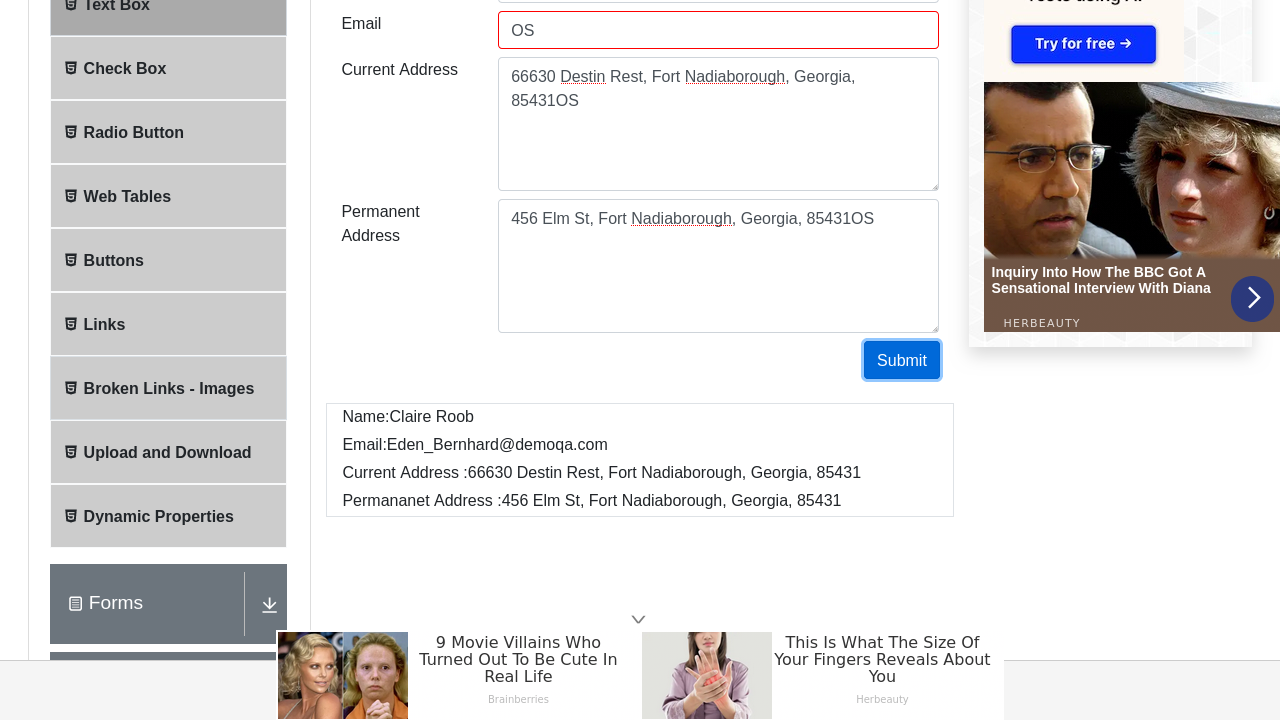 Text Box
Check Box
Radio Button
Web Tables
Buttons
Links
Broken Links - Images
Upload and Download
Dynamic Properties
Forms
Email
OS
Current Address
66630 Destin Rest, Fort Nadiaborough, Georgia,
85431OS
Permanent
Address
456 Elm St, Fort Nadiaborough, Georgia, 85431OS
Submit
Name:Claire Roob
Email:Eden_Bernhard@demoqa.com
Current Address :66630 Destin Rest, Fort Nadiaborough, Georgia, 85431
Permananet Address :456 Elm St, Fort Nadiaborough, Georgia, 85431
Try for free →
Inquiry Into How The BBC Got A
Sensational Interview With Diana
HERBEAUTY
9 Movie Villains Who
Turned Out To Be Cute In
Real Life
Brainberries
This Is What The Size Of
Your Fingers Reveals About
You
Herbeauty